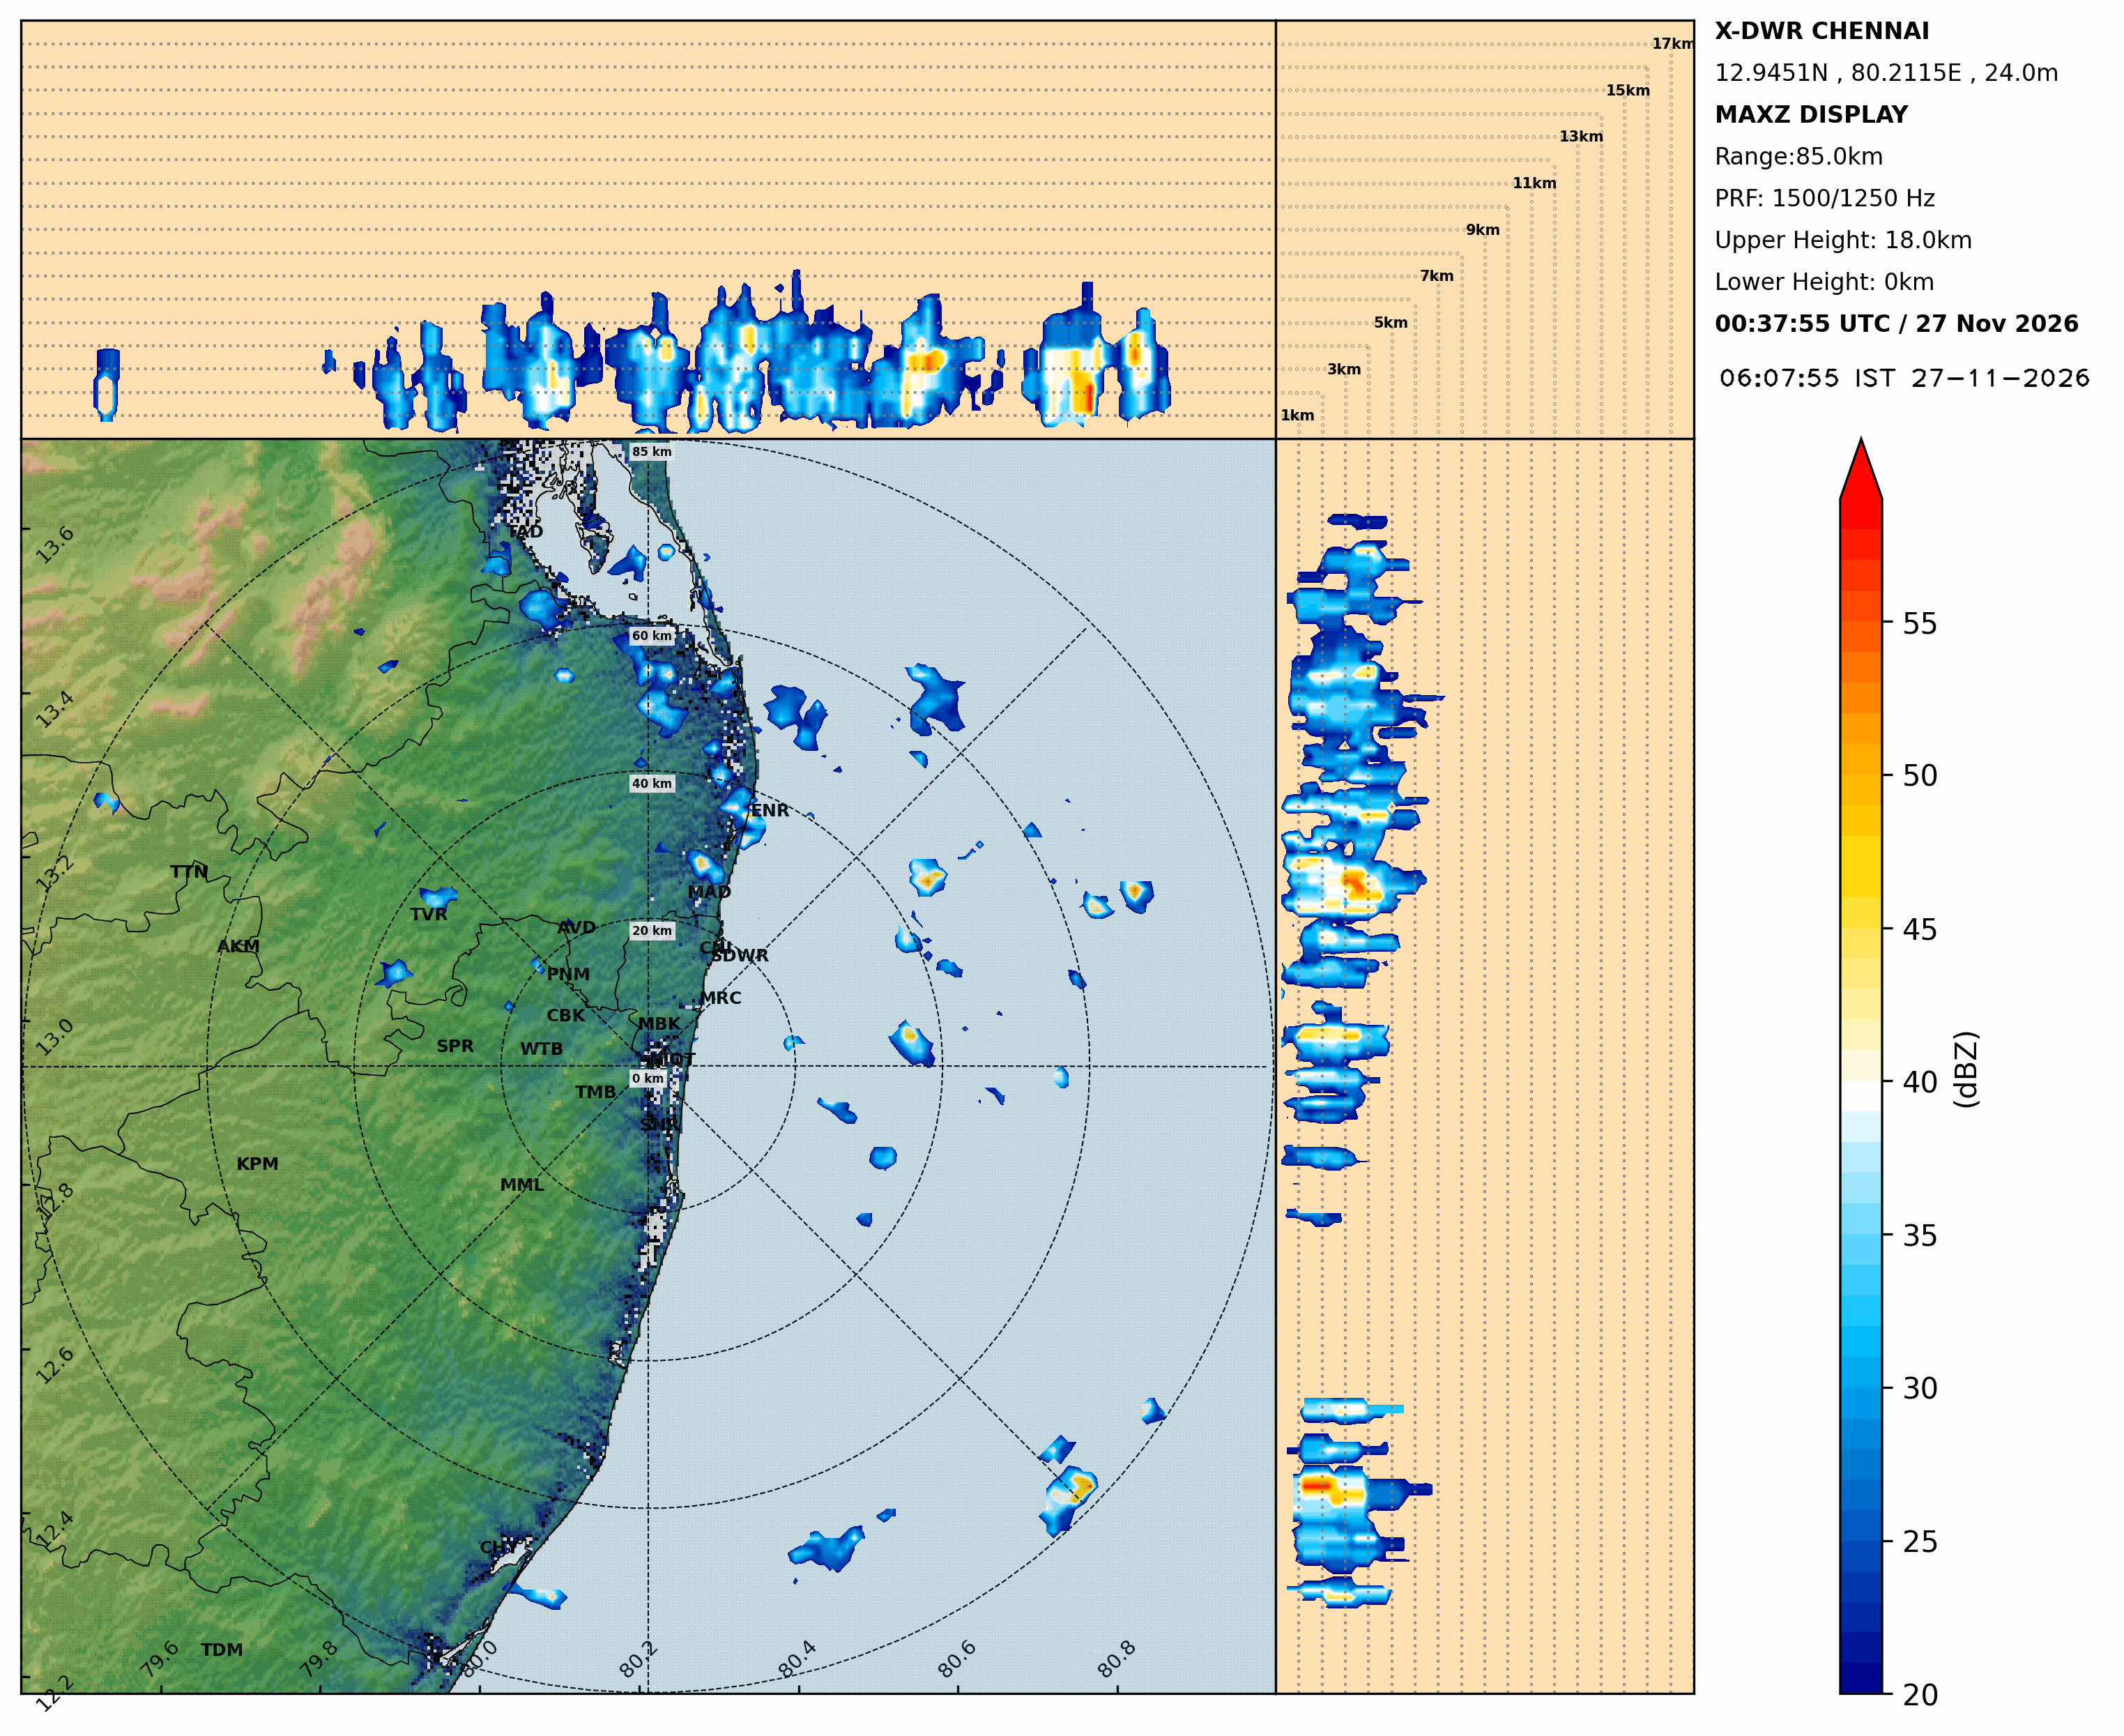 X-DWR CHENNAI
12.9451N , 80.2115E , 24.0m
MAXZ DISPLAY
Range:85.0km
PRF: 1500/1250 Hz
Upper Height: 18.0km
Lower Height: 0km
00:37:55 UTC / 27 Nov 2026
06:07:55 IST 27-11-2026
17km
15km
13km
11km
9km
7km
5km
3km
1km
85 km
TAD
13.6
60 km
13.4
40 km
ENR
13.2
TTN
MAD
TVR
AVD
20 km
AKM
CNI
SDWR
PNM
MRC
CBK
MBK
13.0
SPR
WTB
0 km
TMB
SNR
KPM
MML
12.8
12.6
12.4
CHY
TDM
79.6
79.8
80.0
80.2
80.4
80.6
80.8
12.2
55
50
45
40
35
30
25
20
(dBZ)